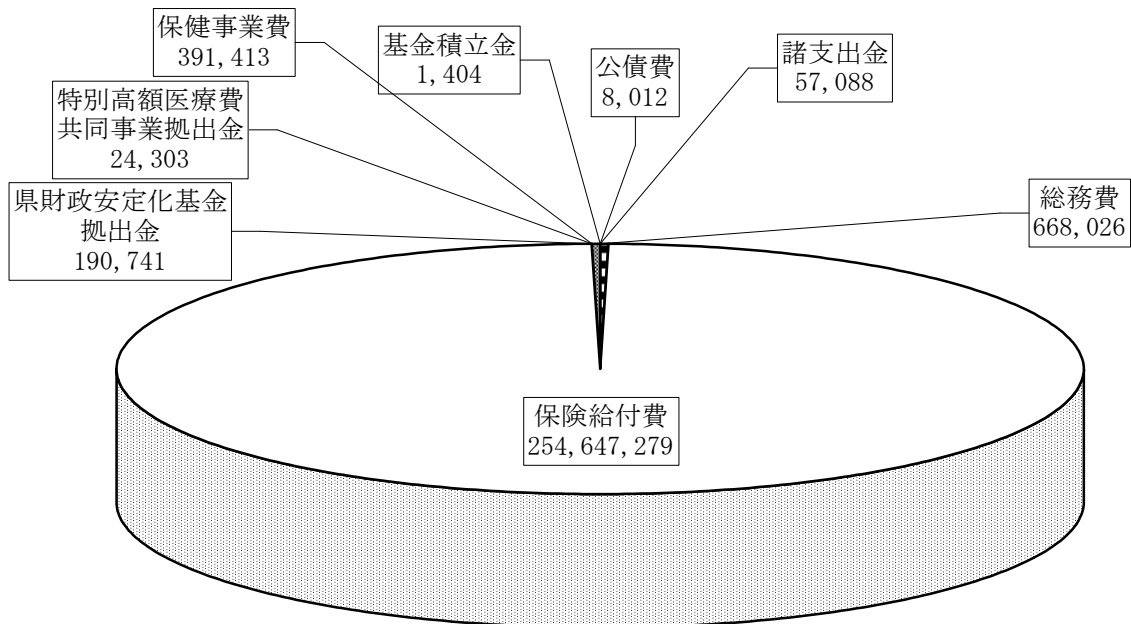 保健事業費
391,413
基金積立金
1,404
公債費
8,012
諸支出金
57,088
特別高額医療費
共同事業拠出金
24,303
県財政安定化基金
拠出金
190,741
総務費
668,026
保険給付費
254,647,279